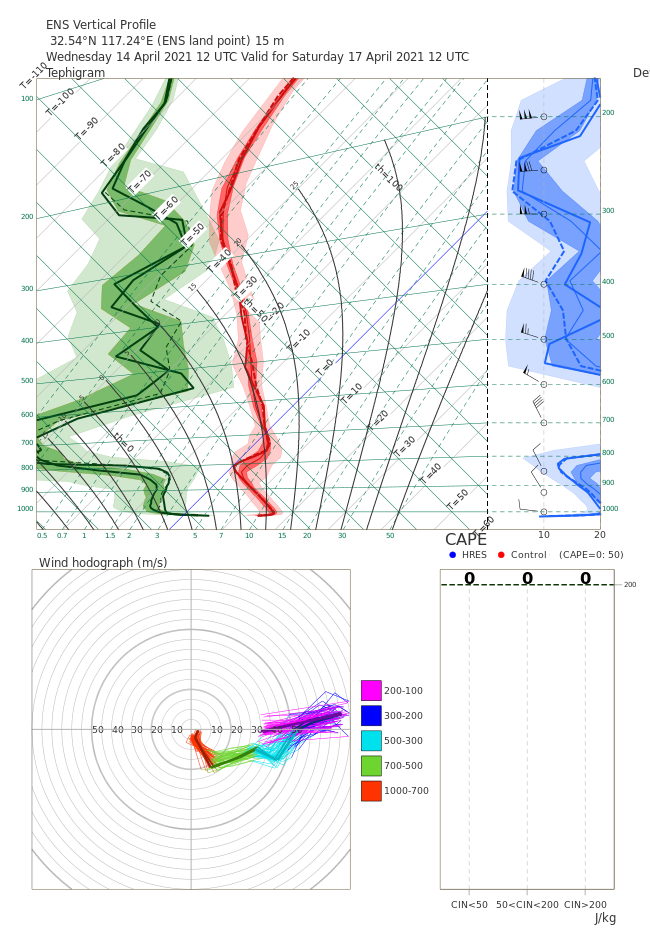 ENS Vertical Profile
32.54°N 117.24°E (ENS land point) 15 m
Wednesday 14 April 2021 12 UTC Valid for Saturday 17 April 2021 12 UTC
Tephigram De
T=-110
T=-100
T=-90
T=-80
T=-70
T=-60
T=-50
T=-40
T=-30
T=-20
T=-10
T=0
T=10
T=20
T=30
T=40
T=50
T=60
th=100
th=50
th=0
25
20
15
100
200
300
400
500
600
700
800
900
1000
200
300
400
500
600
700
800
900
1000
0.5 0.7 1 1.5 2 3 5 7 10 15 20 30 50 10 20
CAPE
HRES Control (CAPE=0: 50)
Wind hodograph (m/s)
0 0 0
200
50 40 30 20 10 10 20 30
200-100
300-200
500-300
700-500
1000-700
CIN<50 50<CIN<200 CIN>200
J/kg